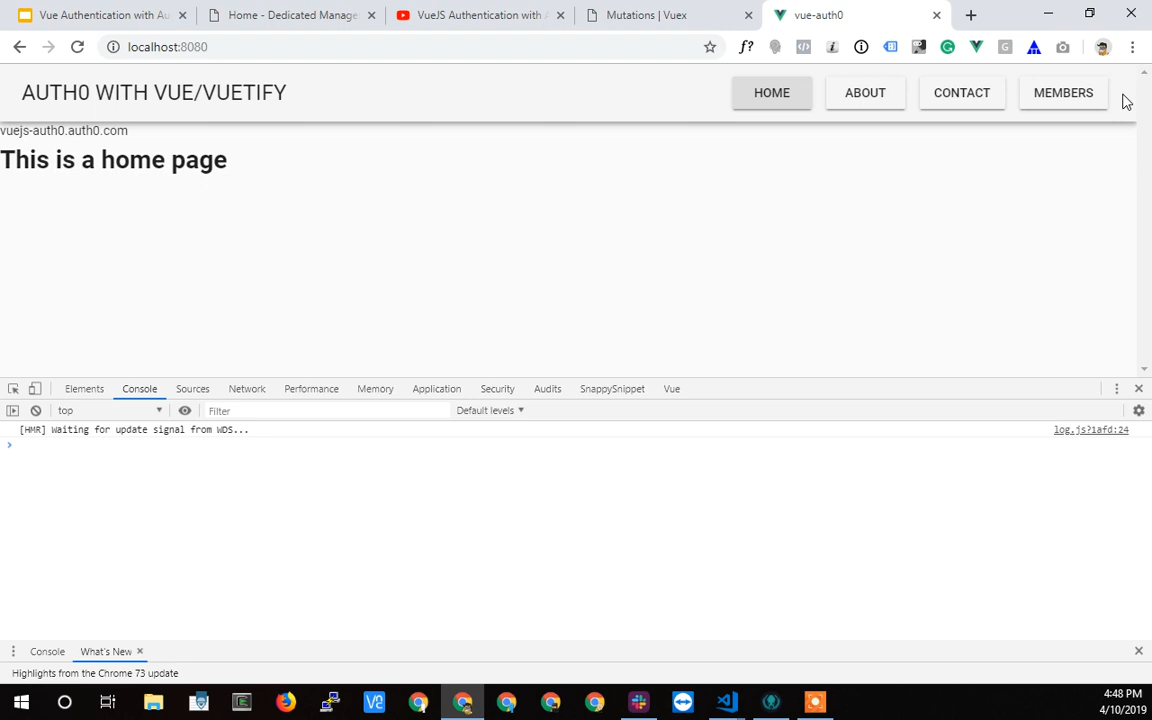 Vue Authentication with Au
Home - Dedicated Manage
VueJS Authentication with A
Mutations | Vuex
vue-auth0
localhost:8080
f?
AUTH0 WITH VUE/VUETIFY
HOME
ABOUT
CONTACT
MEMBERS
vuejs-auth0.auth0.com
This is a home page
Elements
Console
Sources
Network
Performance
Memory
Application
Security
Audits
SnappySnippet
Vue
top
Filter
Default levels
[HMR] Waiting for update signal from WDS...
log.js?1afd:24
Console
What's New
Highlights from the Chrome 73 update
4:48 PM
4/10/2019